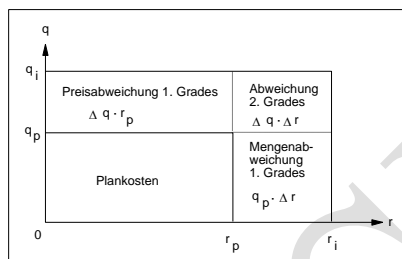 q
q i
Preisabweichung 1. Grades
Δ q · r p
Abweichung
2. Grades
Δ q · Δ r
q p
Plankosten
Mengenab-
weichung
1. Grades
q p · Δ r
0
r p
r i
r